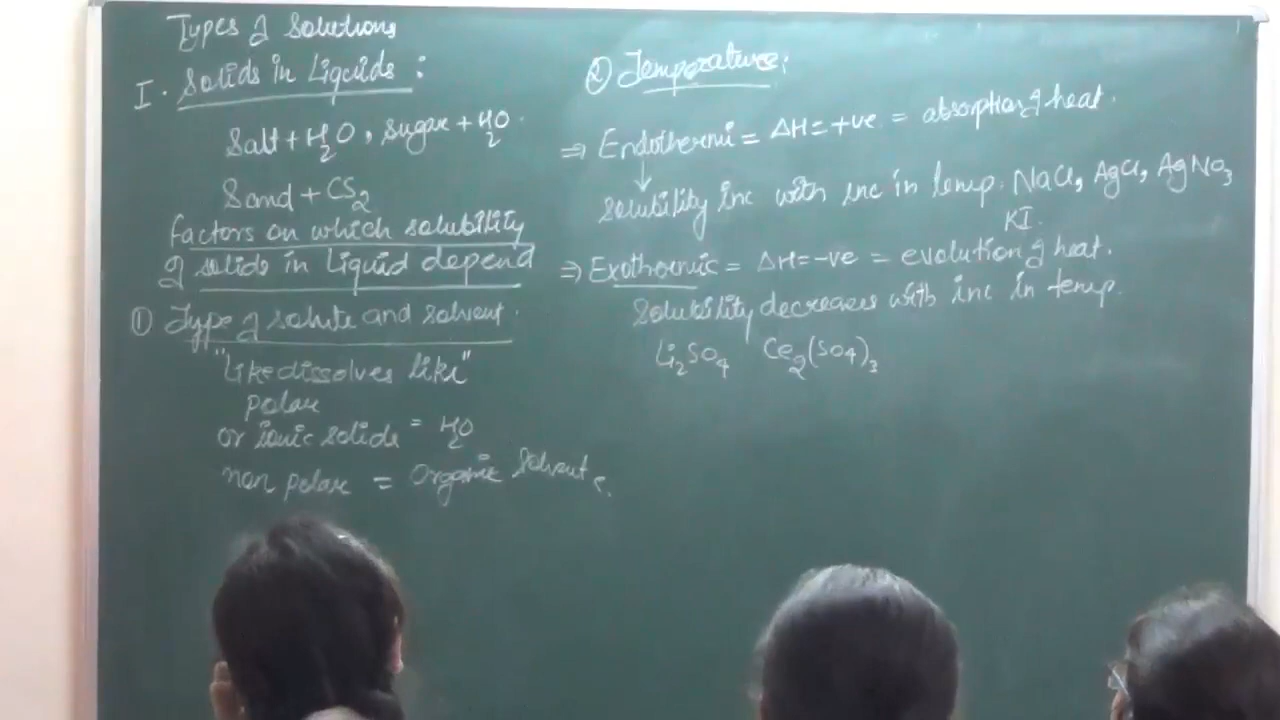 Types of Solutions
I. Solids in Liquids :
Salt + H2O, Sugar + H2O.
Sand + CS2
factors on which solubility
of solids in Liquid depend
① Type of solute and solvent.
"Like dissolves like"
polar
or ionic solids = H2O
non polar = Organic Solvents.
② Temperature:
⇒ Endothermi = ΔH = +ve = absorption of heat.
↓
Solubility inc with inc in temp. NaCl, AgCl, AgNO3
KI.
⇒ Exothermic = ΔH = -ve = evolution of heat.
Solubility decreases with inc in temp.
Li2SO4 Ce2(SO4)3